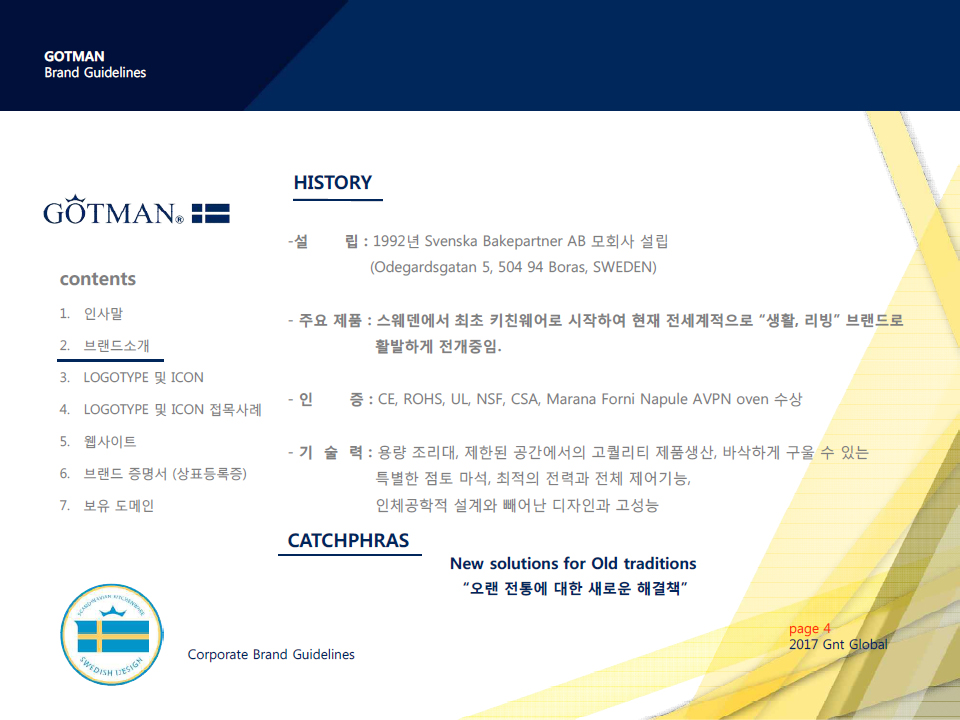 GOTMAN
Brand Guidelines
GÖTMAN®
contents
1. 인사말
2. 브랜드소개
3. LOGOTYPE 및 ICON
4. LOGOTYPE 및 ICON 접목사례
5. 웹사이트
6. 브랜드 증명서 (상표등록증)
7. 보유 도메인
HISTORY
-설 립 : 1992년 Svenska Bakepartner AB 모회사 설립
(Odegardsgatan 5, 504 94 Boras, SWEDEN)
- 주요 제품 : 스웨덴에서 최초 키친웨어로 시작하여 현재 전세계적으로 “생활, 리빙” 브랜드로
활발하게 전개중임.
- 인 증 : CE, ROHS, UL, NSF, CSA, Marana Forni Napule AVPN oven 수상
- 기 술 력 : 용량 조리대, 제한된 공간에서의 고퀄리티 제품생산, 바삭하게 구울 수 있는
특별한 점토 마석, 최적의 전력과 전체 제어기능,
인체공학적 설계와 빼어난 디자인과 고성능
CATCHPHRAS
New solutions for Old traditions
“오랜 전통에 대한 새로운 해결책”
SCANDINAVIAN KITCHENWARE
SWEDISH DESIGN
Corporate Brand Guidelines
page 4
2017 Gnt Global